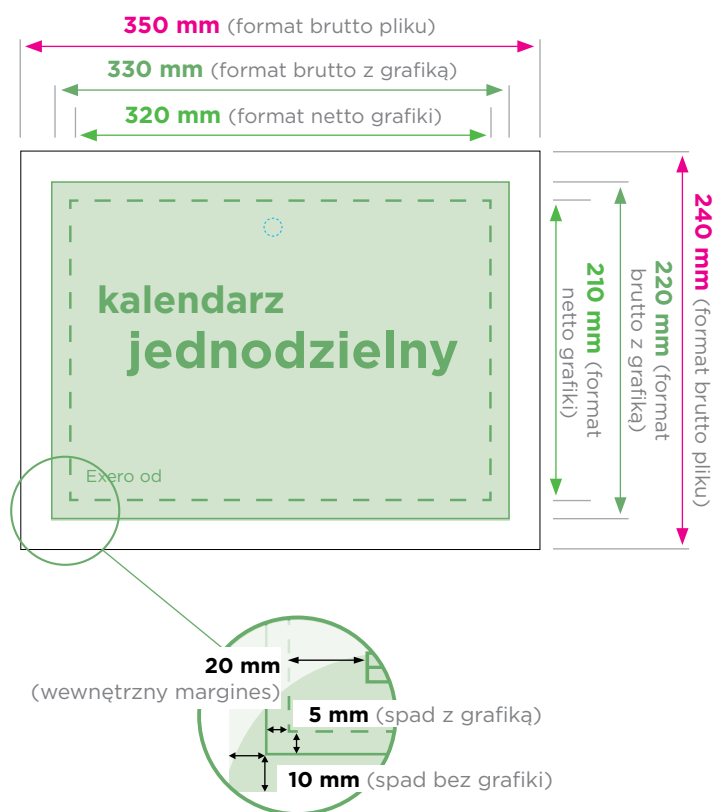 350 mm (format brutto pliku)
330 mm (format brutto z grafiką)
320 mm (format netto grafiki)
kalendarz
jednodzielny
Exero od
210 mm (format
netto grafiki)
220 mm (format
brutto z grafiką)
240 mm (format brutto pliku)
20 mm
(wewnętrzny margines)
5 mm (spad z grafiką)
10 mm (spad bez grafiki)